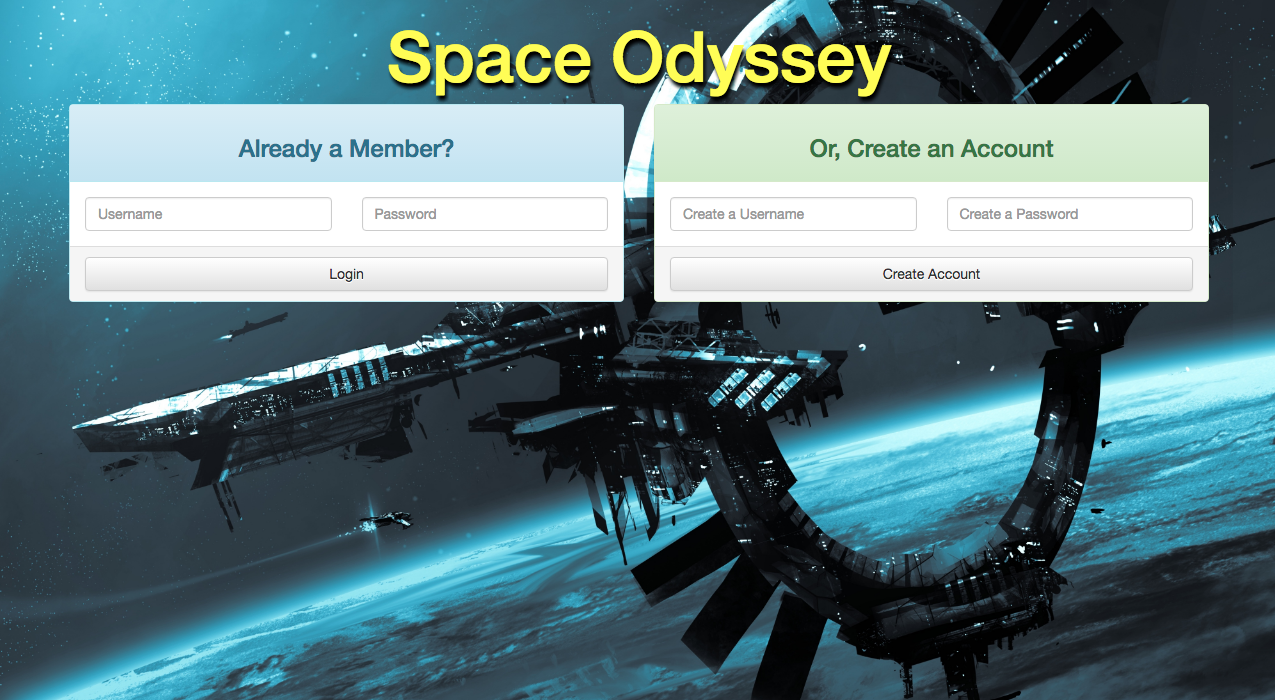 Space Odyssey
Already a Member?
Username
Password
Login
Or, Create an Account
Create a Username
Create a Password
Create Account